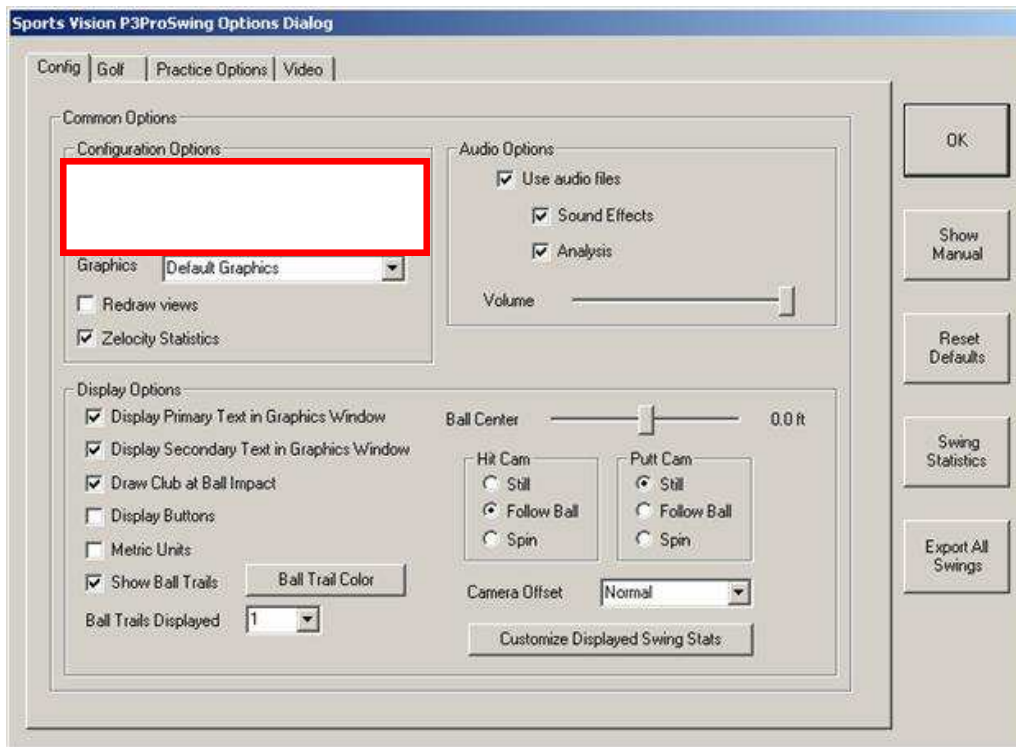 Sports Vision P3ProSwing Options Dialog
Config
Golf
Practice Options
Video
Common Options
Configuration Options
Graphics
Default Graphics
Redraw views
Zelocity Statistics
Audio Options
Use audio files
Sound Effects
Analysis
Volume
Display Options
Display Primary Text in Graphics Window
Display Secondary Text in Graphics Window
Draw Club at Ball Impact
Display Buttons
Metric Units
Show Ball Trails
Ball Trail Color
Ball Trails Displayed
1
Ball Center
0.0 ft
Hit Cam
Still
Follow Ball
Spin
Putt Cam
Still
Follow Ball
Spin
Camera Offset
Normal
Customize Displayed Swing Stats
OK
Show
Manual
Reset
Defaults
Swing
Statistics
Export All
Swings